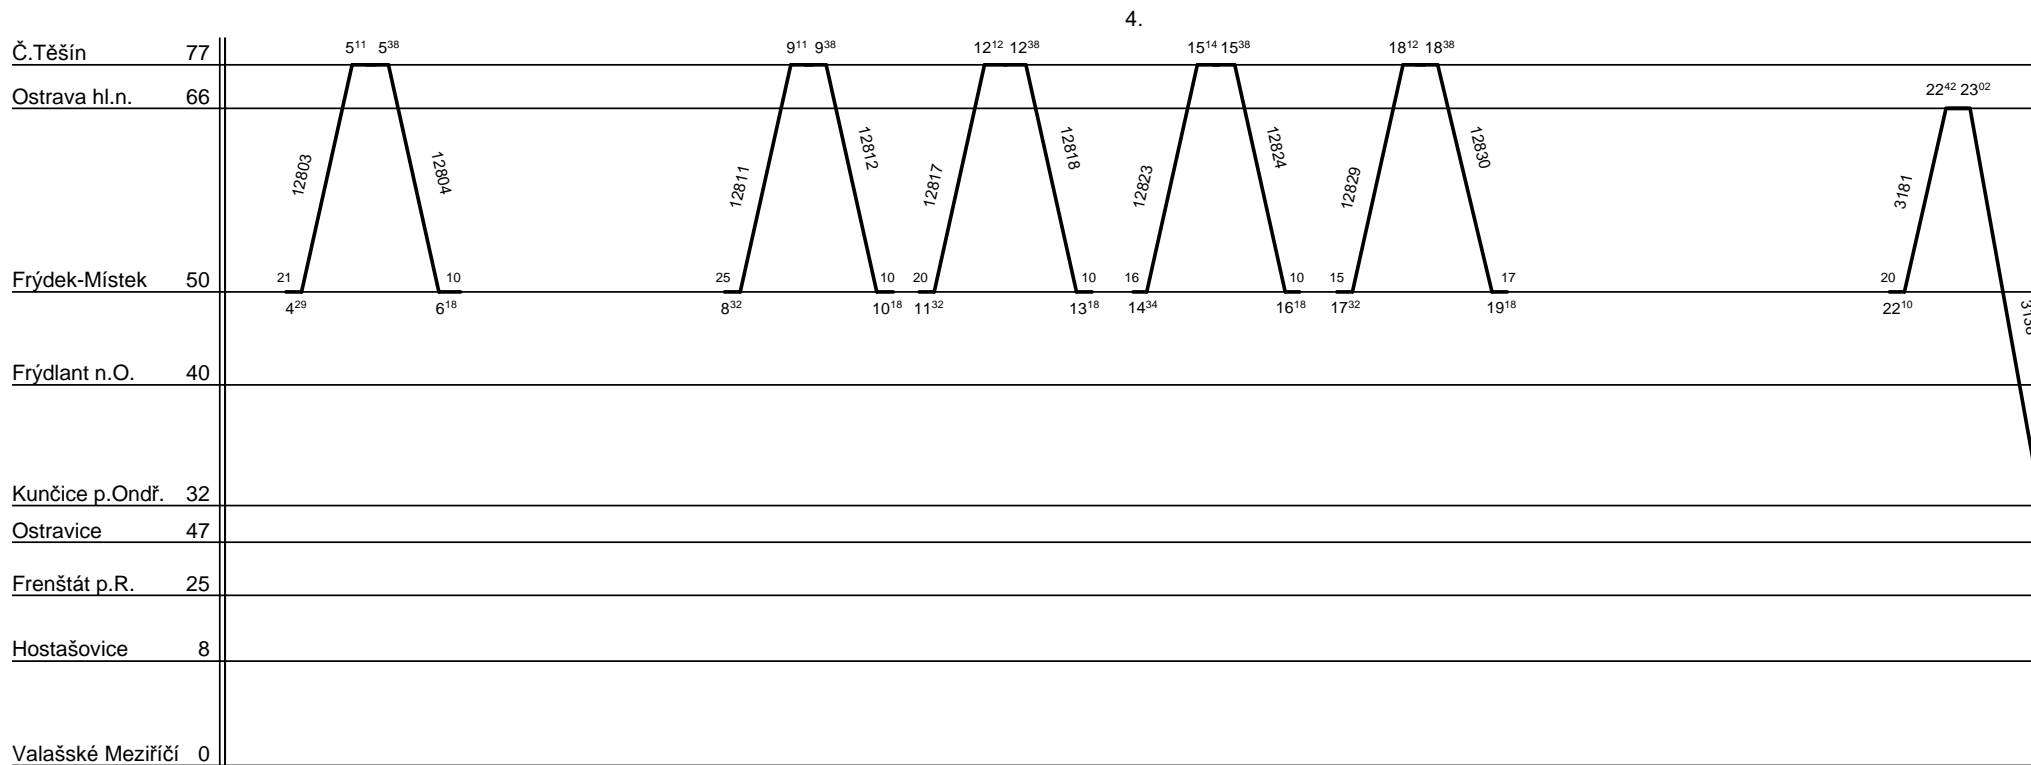 4.
Č.Těšín 77 5¹¹ 5³⁸ 9¹¹ 9³⁸ 12¹² 12³⁸ 15¹⁴ 15³⁸ 18¹² 18³⁸
Ostrava hl.n. 66 22⁴² 23⁰²
12803 12804 12811 12812 12817 12818 12823 12824 12829 12830 3181
Frýdek-Místek 50 21 10 25 10 20 10 16 10 15 17 20
4²⁹ 6¹⁸ 8³² 10¹⁸ 11³² 13¹⁸ 14³⁴ 16¹⁸ 17³² 19¹⁸ 22¹⁰
Frýdlant n.O. 40
Kunčice p.Ondř. 32
Ostravice 47
Frenštát p.R. 25
Hostašovice 8
Valašské Meziříčí 0